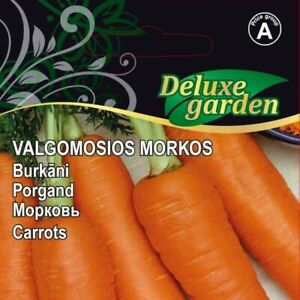 Price group
A
Deluxe
garden
VALGOMOSIOS MORKOS
Burkāni
Porgand
Морковь
Carrots